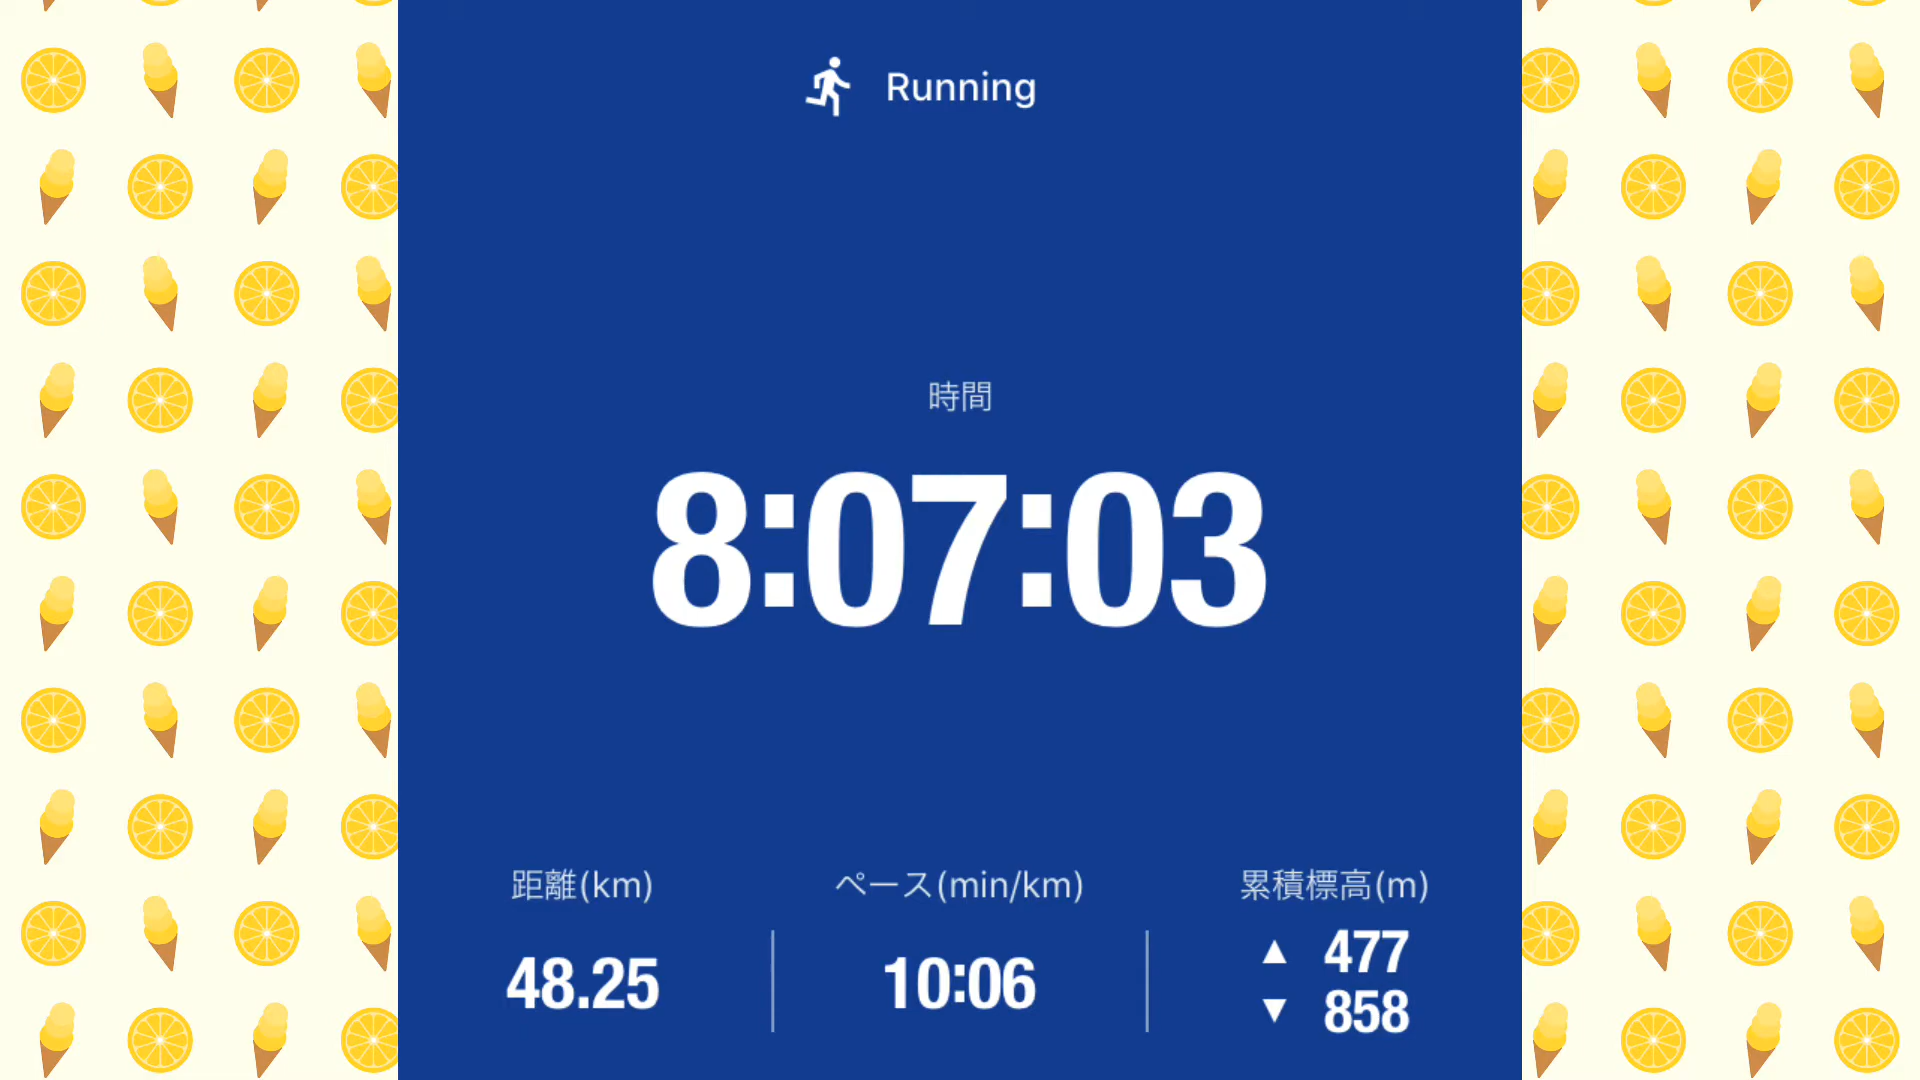 Running
時間
8:07:03
距離(km)
ペース(min/km)
累積標高(m)
48.25
10:06
▲ 477
▼ 858